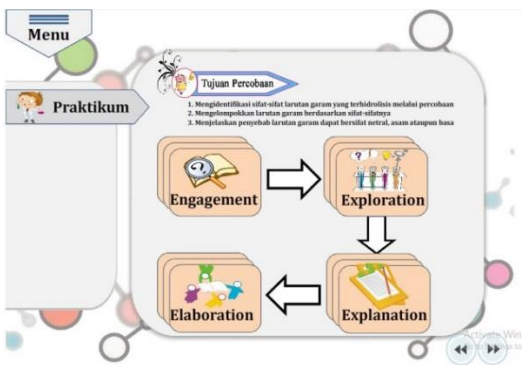 Menu
Praktikum
Tujuan Percobaan
1. Mengidentifikasi sifat-sifat larutan garam yang terhidrolisis melalui percobaan
2. Mengelompokkan larutan garam berdasarkan sifat-sifatnya
3. Menjelaskan penyebab larutan garam dapat bersifat netral, asam ataupun basa
Engagement
Exploration
Elaboration
Explanation
Activate Win